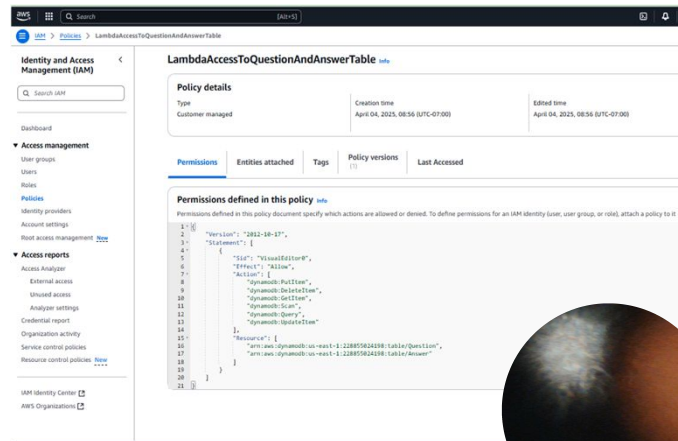 aws
Search [Alt+S]
IAM > Policies > LambdaAccessToQuestionAndAnswerTable
Identity and Access Management (IAM)
Search IAM
Dashboard
Access management
User groups
Users
Roles
Policies
Identity providers
Account settings
Root access management New
Access reports
Access Analyzer
External access
Unused access
Analyzer settings
Credential report
Organization activity
Service control policies
Resource control policies New
IAM Identity Center
AWS Organizations
LambdaAccessToQuestionAndAnswerTable Info
Policy details
Type
Customer managed
Creation time
April 04, 2025, 08:56 (UTC-07:00)
Edited time
April 04, 2025, 08:56 (UTC-07:00)
Permissions
Entities attached
Tags
Policy versions (1)
Last Accessed
Permissions defined in this policy Info
Permissions defined in this policy document specify which actions are allowed or denied. To define permissions for an IAM identity (user, user group, or role), attach a policy to it
1 {
2 "Version": "2012-10-17",
3 "Statement": [
4 {
5 "Sid": "VisualEditor0",
6 "Effect": "Allow",
7 "Action": [
8 "dynamodb:PutItem",
9 "dynamodb:DeleteItem",
10 "dynamodb:GetItem",
11 "dynamodb:Scan",
12 "dynamodb:Query",
13 "dynamodb:UpdateItem"
14 ],
15 "Resource": [
16 "arn:aws:dynamodb:us-east-1:228855024198:table/Question",
17 "arn:aws:dynamodb:us-east-1:228855024198:table/Answer"
18 ]
19 }
20 ]
21 }